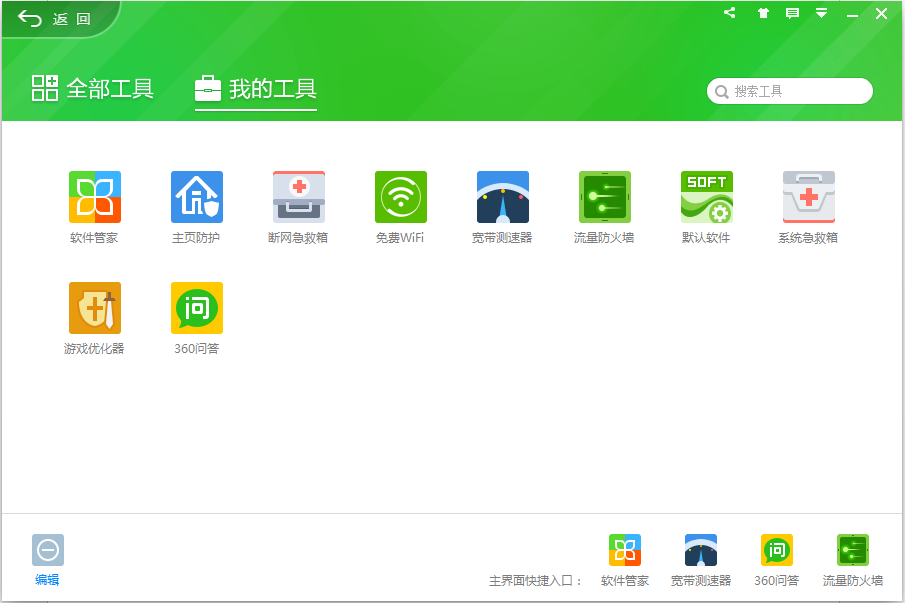 返 回
全部工具
我的工具
搜索工具
SOFT
软件管家
主页防护
断网急救箱
免费WiFi
宽带测速器
流量防火墙
默认软件
系统急救箱
问
游戏优化器
360问答
问
编辑
主界面快捷入口：
软件管家
宽带测速器
360问答
流量防火墙